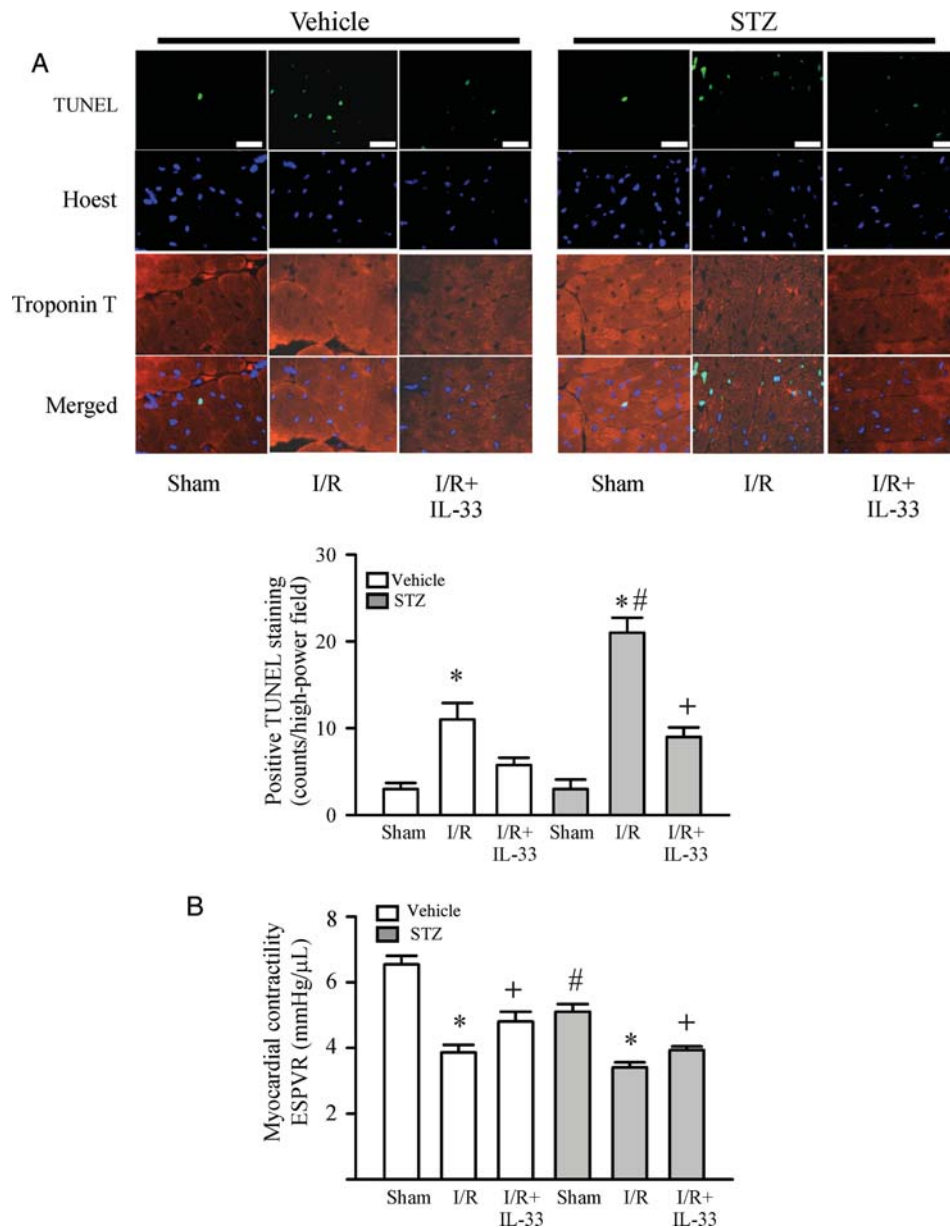 Vehicle
STZ
A
TUNEL
Hoest
Troponin T
Merged
Sham
I/R
I/R+
IL-33
Sham
I/R
I/R+
IL-33
Positive TUNEL staining
(counts/high-power field)
30
20
10
0
Vehicle
STZ
*
*#
+
Sham
I/R
I/R+
IL-33
Sham
I/R
I/R+
IL-33
B
Myocardial contractility
ESPVR (mmHg/μL)
8
6
4
2
Vehicle
STZ
*
+
#
*
+
Sham
I/R
I/R+
IL-33
Sham
I/R
I/R+
IL-33